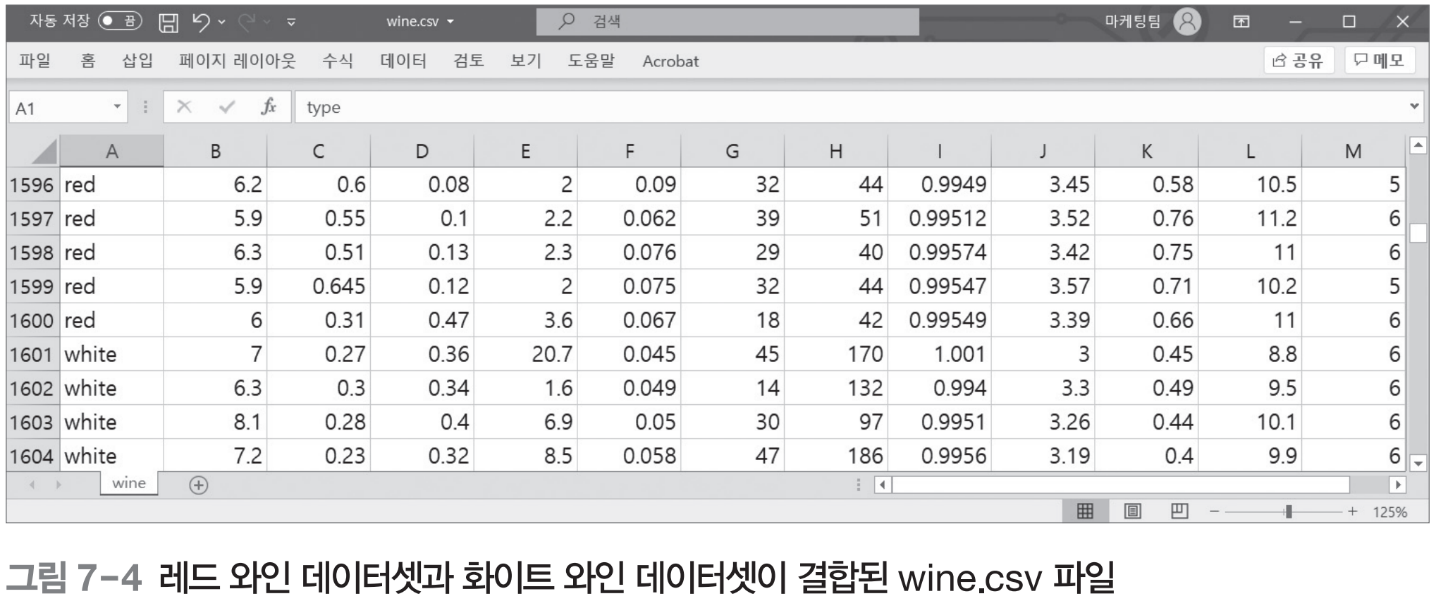 자동 저장 끔 wine.csv 검색 마케팅팀
파일 홈 삽입 페이지 레이아웃 수식 데이터 검토 보기 도움말 Acrobat 공유 메모
A1 fx type
A B C D E F G H I J K L M
1596 red 6.2 0.6 0.08 2 0.09 32 44 0.9949 3.45 0.58 10.5 5
1597 red 5.9 0.55 0.1 2.2 0.062 39 51 0.99512 3.52 0.76 11.2 6
1598 red 6.3 0.51 0.13 2.3 0.076 29 40 0.99574 3.42 0.75 11 6
1599 red 5.9 0.645 0.12 2 0.075 32 44 0.99547 3.57 0.71 10.2 5
1600 red 6 0.31 0.47 3.6 0.067 18 42 0.99549 3.39 0.66 11 6
1601 white 7 0.27 0.36 20.7 0.045 45 170 1.001 3 0.45 8.8 6
1602 white 6.3 0.3 0.34 1.6 0.049 14 132 0.994 3.3 0.49 9.5 6
1603 white 8.1 0.28 0.4 6.9 0.05 30 97 0.9951 3.26 0.44 10.1 6
1604 white 7.2 0.23 0.32 8.5 0.058 47 186 0.9956 3.19 0.4 9.9 6
wine
125%
그림 7-4 레드 와인 데이터셋과 화이트 와인 데이터셋이 결합된 wine.csv 파일